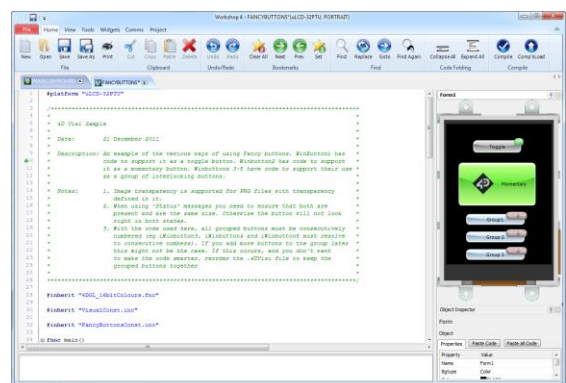 Workshop 4 - FANCYBUTTONS*(uLCD-32PTU, PORTRAIT)
File Home View Tools Widgets Comms Project
New Open Save Save As Print Cut Copy Paste Delete Undo Redo Clear All Next Prev Set Find Replace Goto Find Again Collapse All Expand All Compile Comp'nLoad
File Clipboard Undo/Redo Bookmarks Find Code Folding Compile
FANCYBUTTONS*
#platform "uLCD-32PTU"
4D Visi Sample
Date: 21 December 2011
Description: An example of the various ways of using Fancy buttons. Winbutton1 has
code to support it as a toggle button. Winbutton2 has code to support
it as a momentary button. Winbuttons 3-5 have code to support their use
as a group of interlocking buttons.
Notes: 1. Image transparency is supported for PNG files with transparency
defined in it.
2. When using 'Status' messages you need to ensure that both are
present and are the same size. Otherwise the button will not look
right in both states.
3. With the code used here, all grouped buttons must be consecutively
numbered (eg iWinbutton3, iWinbutton4 and iWinbutton5 must resolve
to consecutive numbers). If you add more buttons to the group later
this might not be the case. If this occurs, and you don't want
to make the code smarter, reorder the .4DVisi file to keep the
grouped buttons together
#inherit "4DGL_16bitColours.fnc"
#inherit "VisualConst.inc"
#inherit "FancyButtonsConst.inc"
func main()
Form1
Toggle
Momentary
Group 1
Group 2
Group 3
Object Inspector
Form
Object
Properties Paste Code Paste all Code
Property Value
Name Form1
Bgtype Color